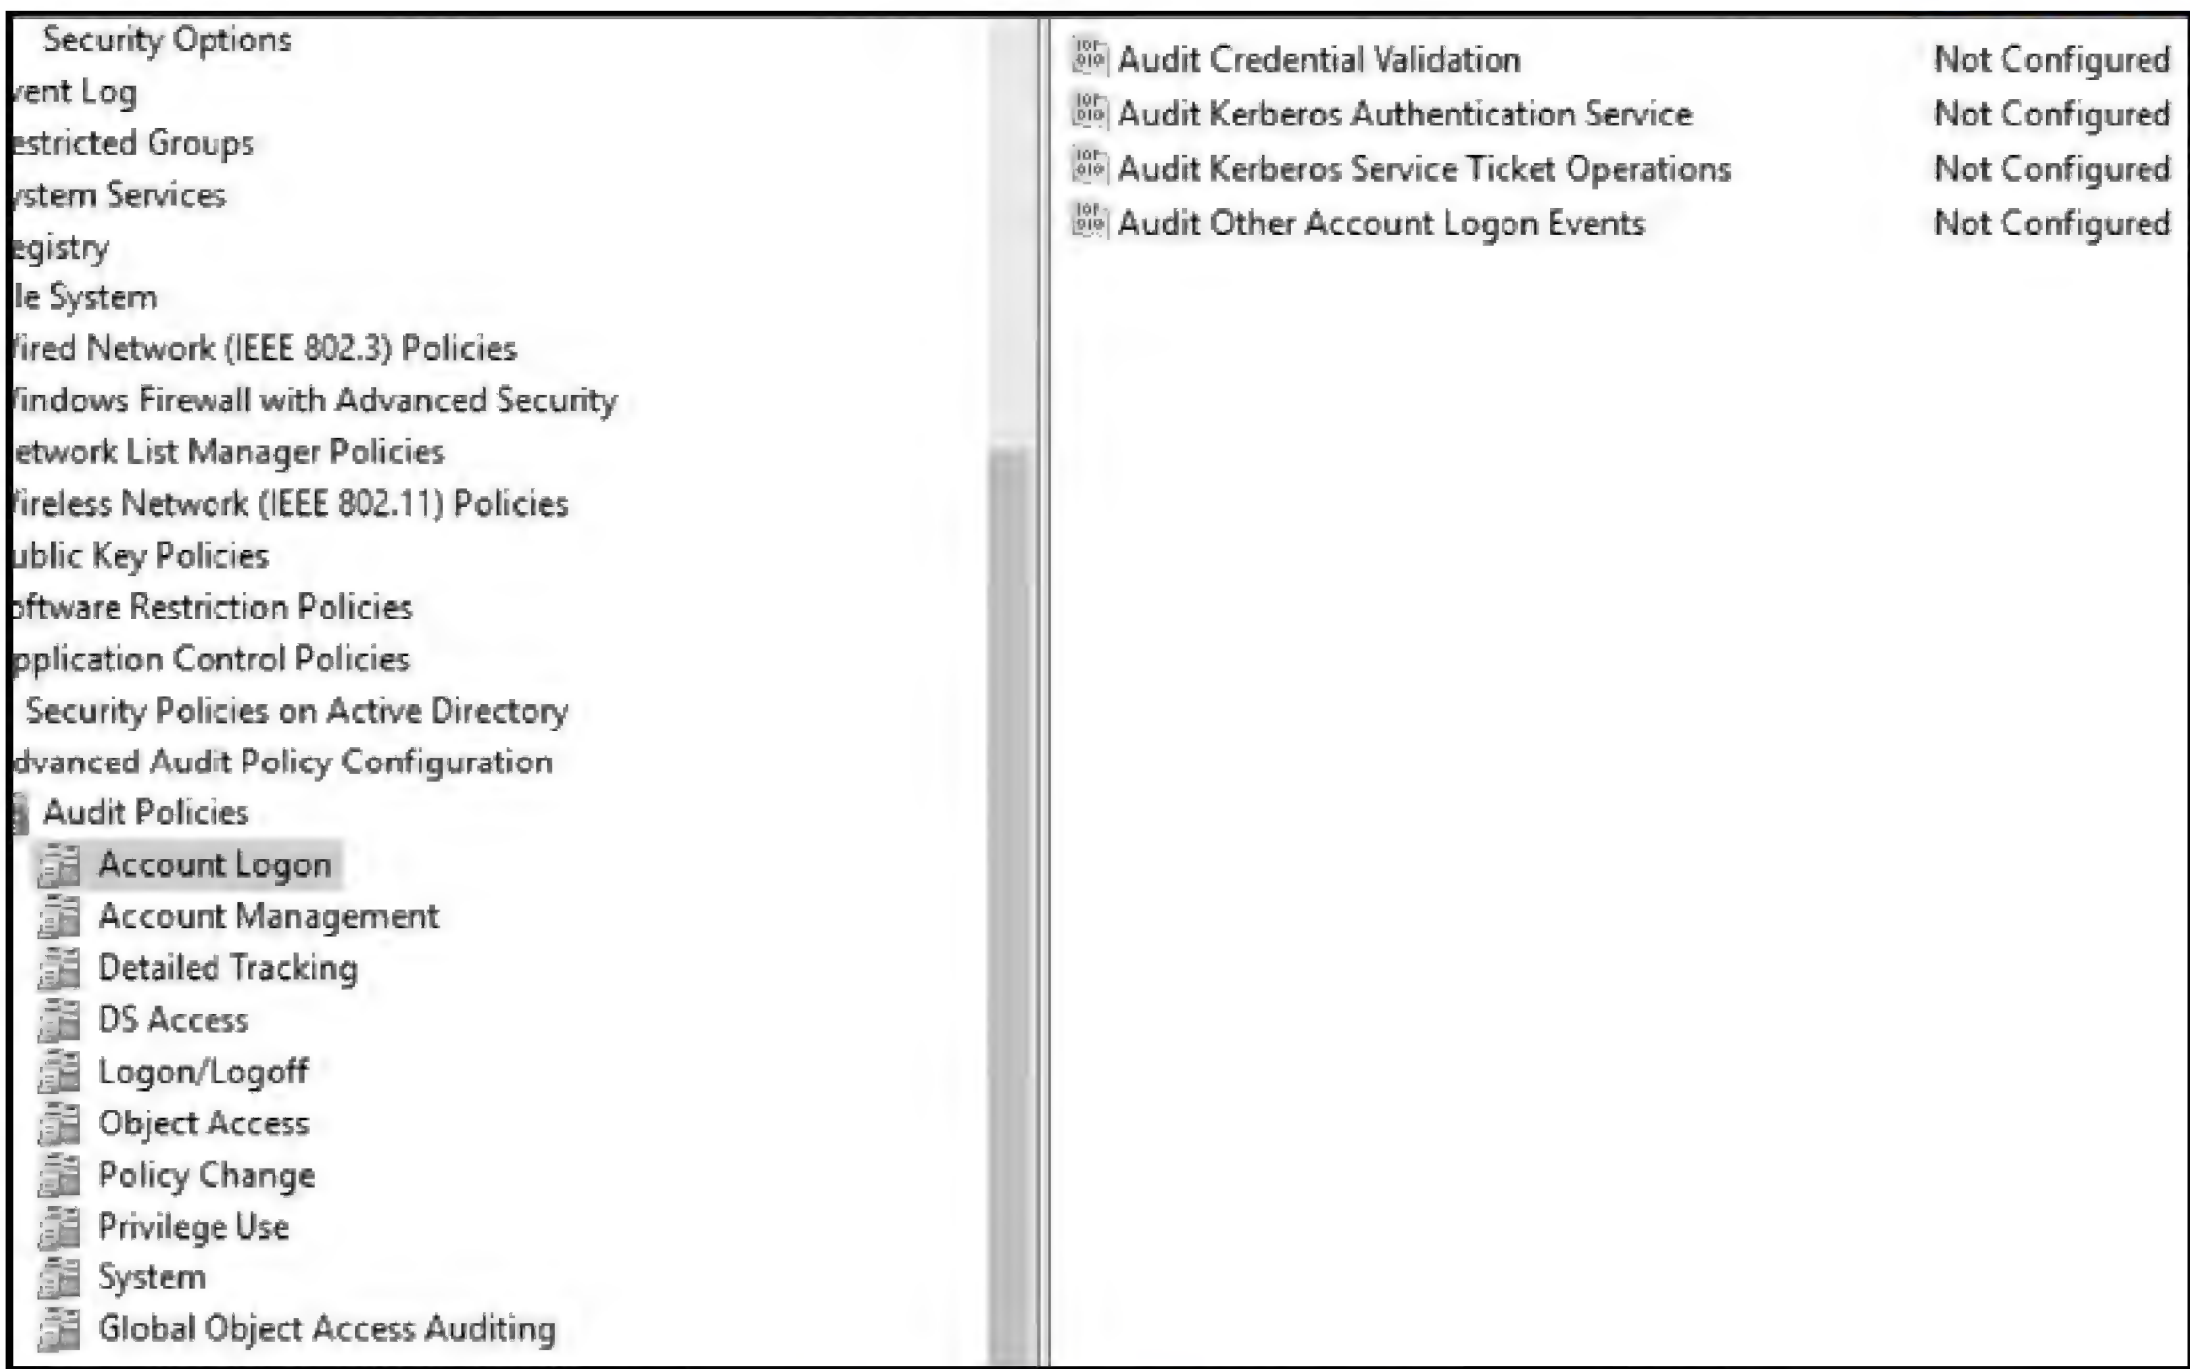 Security Options
vent Log
estricted Groups
ystem Services
egistry
le System
ired Network (IEEE 802.3) Policies
indows Firewall with Advanced Security
etwork List Manager Policies
ireless Network (IEEE 802.11) Policies
ublic Key Policies
oftware Restriction Policies
pplication Control Policies
Security Policies on Active Directory
dvanced Audit Policy Configuration
Audit Policies
Account Logon
Account Management
Detailed Tracking
DS Access
Logon/Logoff
Object Access
Policy Change
Privilege Use
System
Global Object Access Auditing
Audit Credential Validation Not Configured
Audit Kerberos Authentication Service Not Configured
Audit Kerberos Service Ticket Operations Not Configured
Audit Other Account Logon Events Not Configured